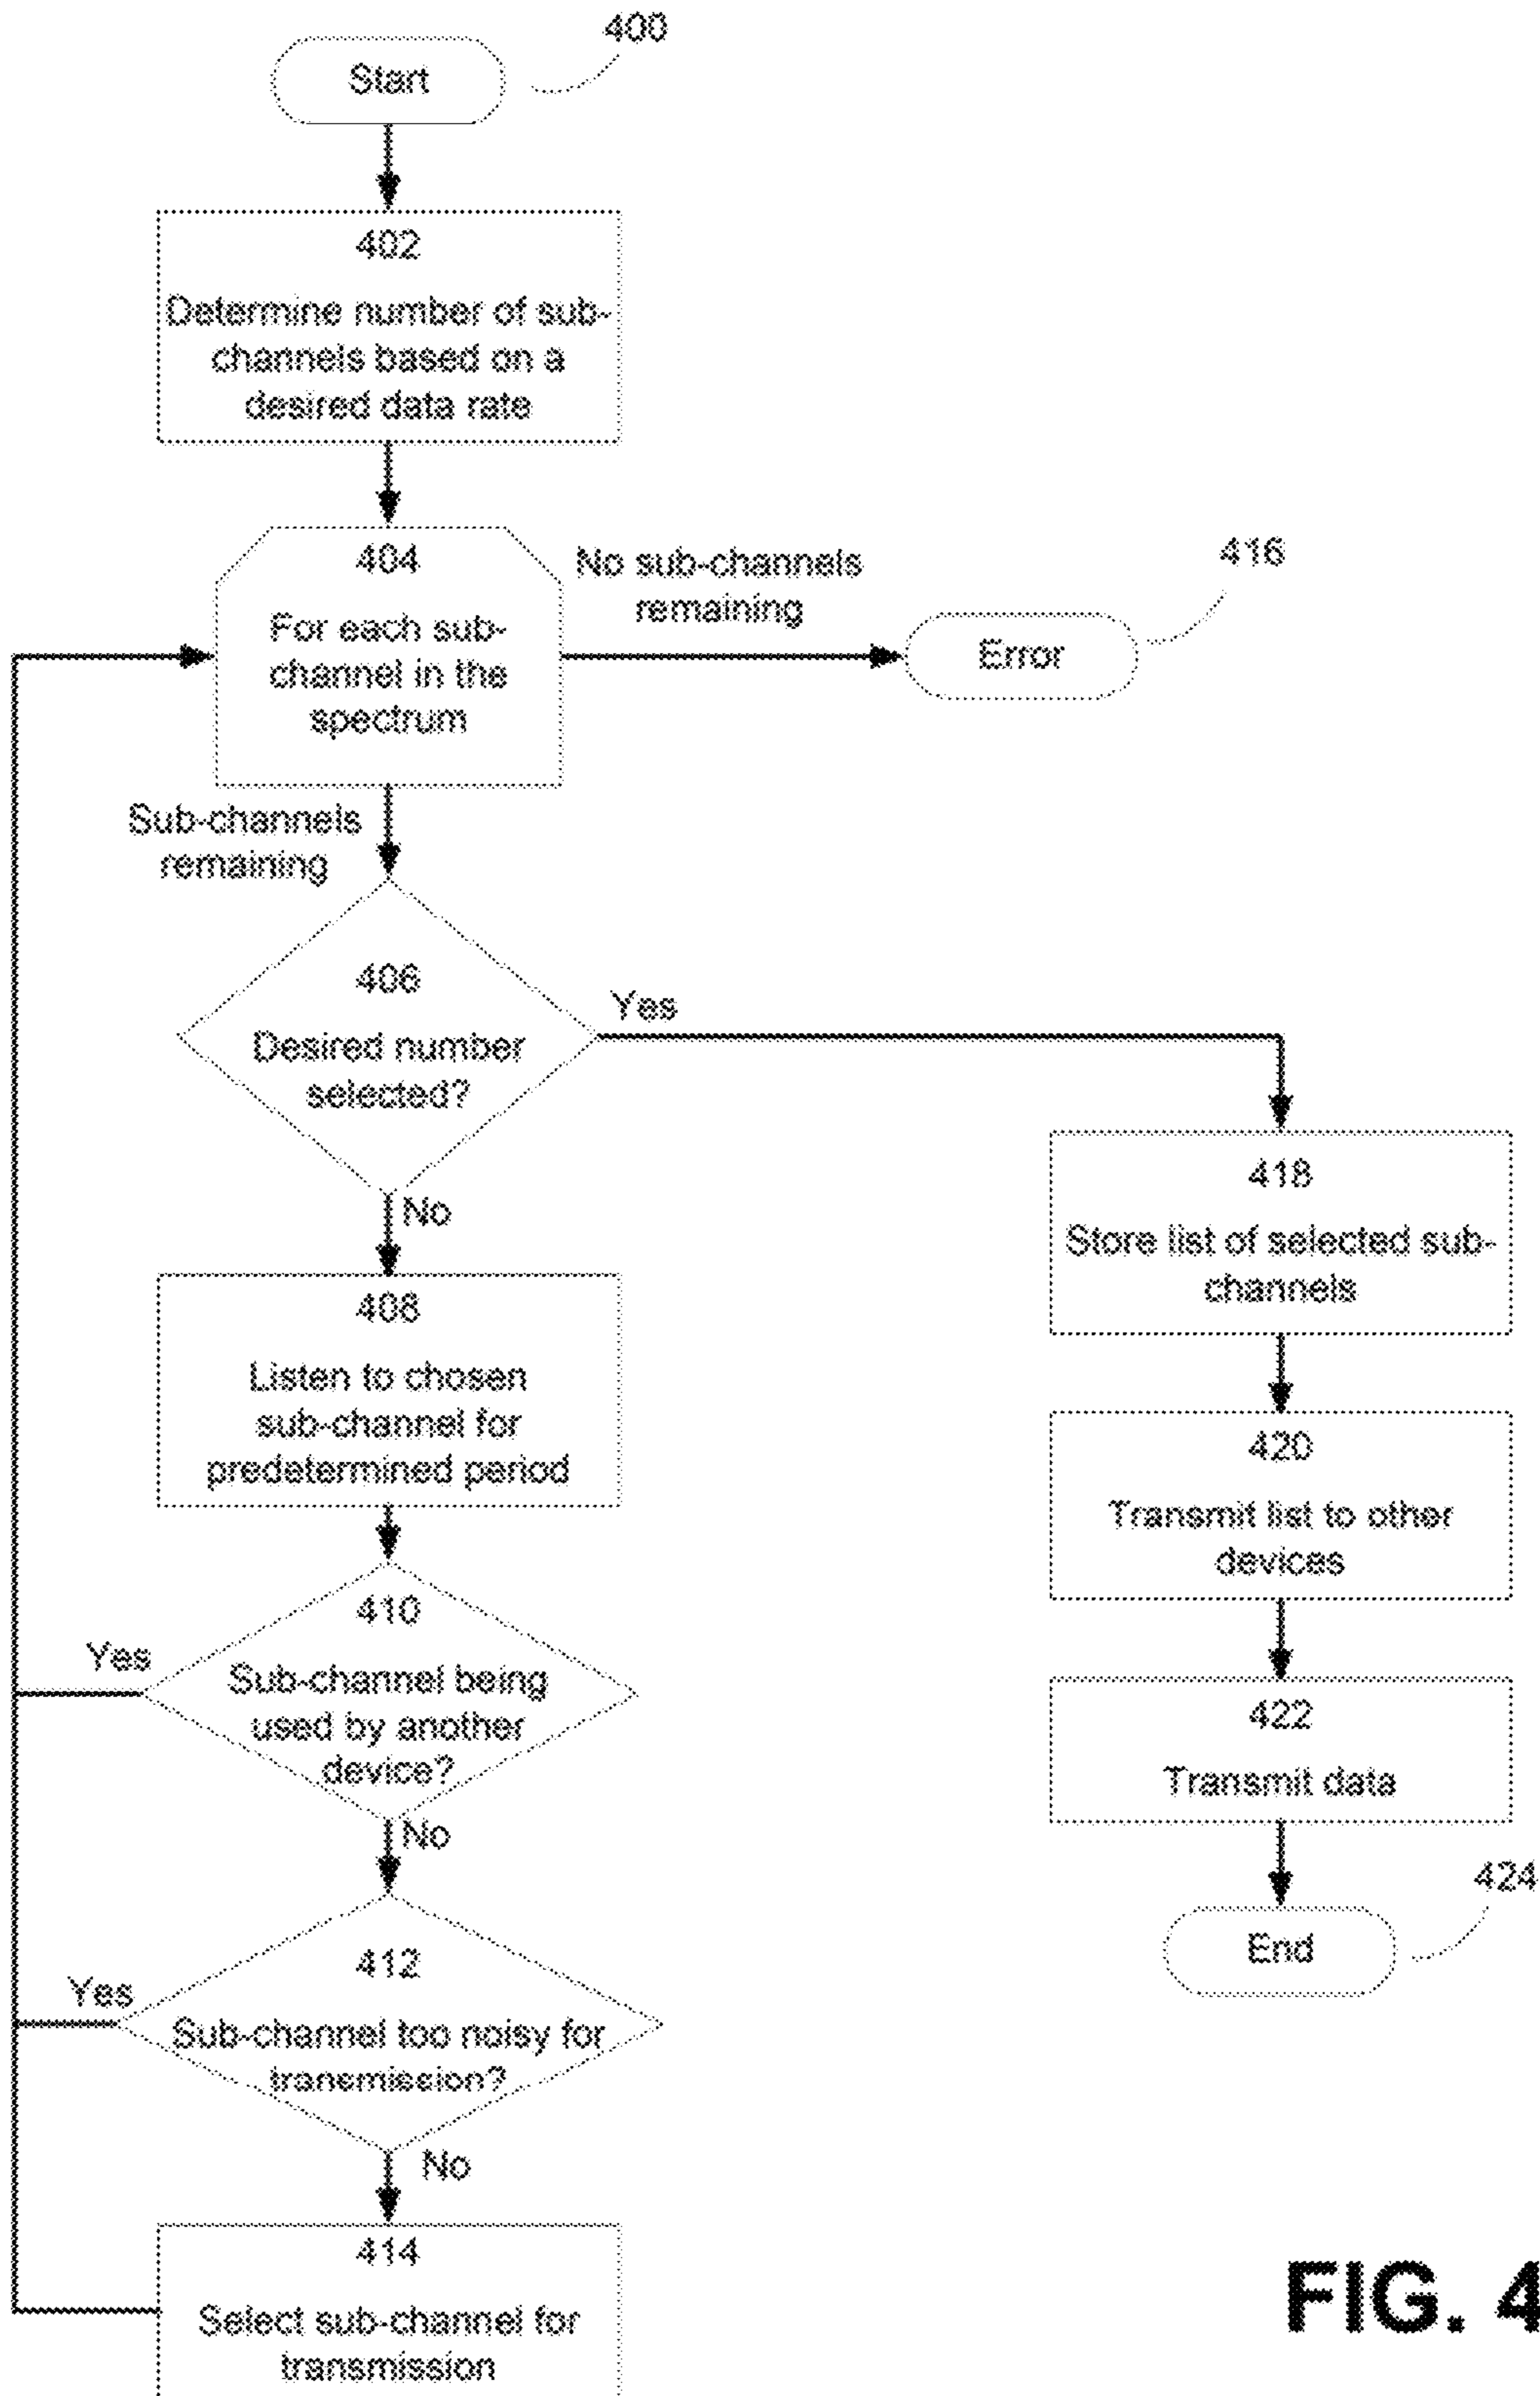 400
Start
402
Determine number of sub-
channels based on a
desired data rate
404
For each sub-
channel in the
spectrum
No sub-channels
remaining
416
Error
Sub-channels
remaining
406
Desired number
selected?
Yes
No
408
Listen to chosen
sub-channel for
predetermined period
410
Sub-channel being
used by another
device?
Yes
No
412
Sub-channel too noisy for
transmission?
Yes
No
414
Select sub-channel for
transmission
418
Store list of selected sub-
channels
420
Transmit list to other
devices
422
Transmit data
424
End
FIG. 4